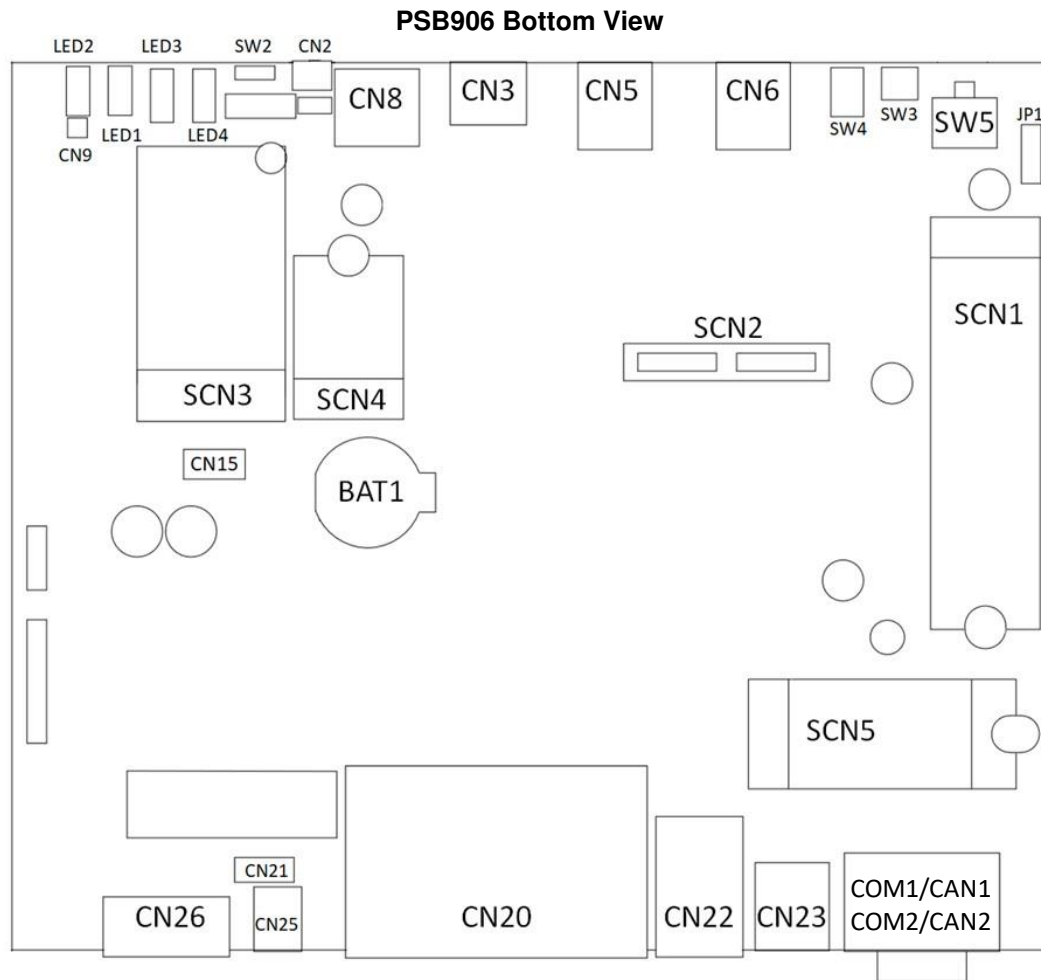 PSB906 Bottom View
LED2 LED3 SW2 CN2
CN8 CN3 CN5 CN6 SW4 SW3 SW5 JP1
CN9 LED1 LED4
SCN1
SCN2
SCN3 SCN4
CN15 BAT1
SCN5
CN21
CN26 CN25 CN20 CN22 CN23 COM1/CAN1
COM2/CAN2